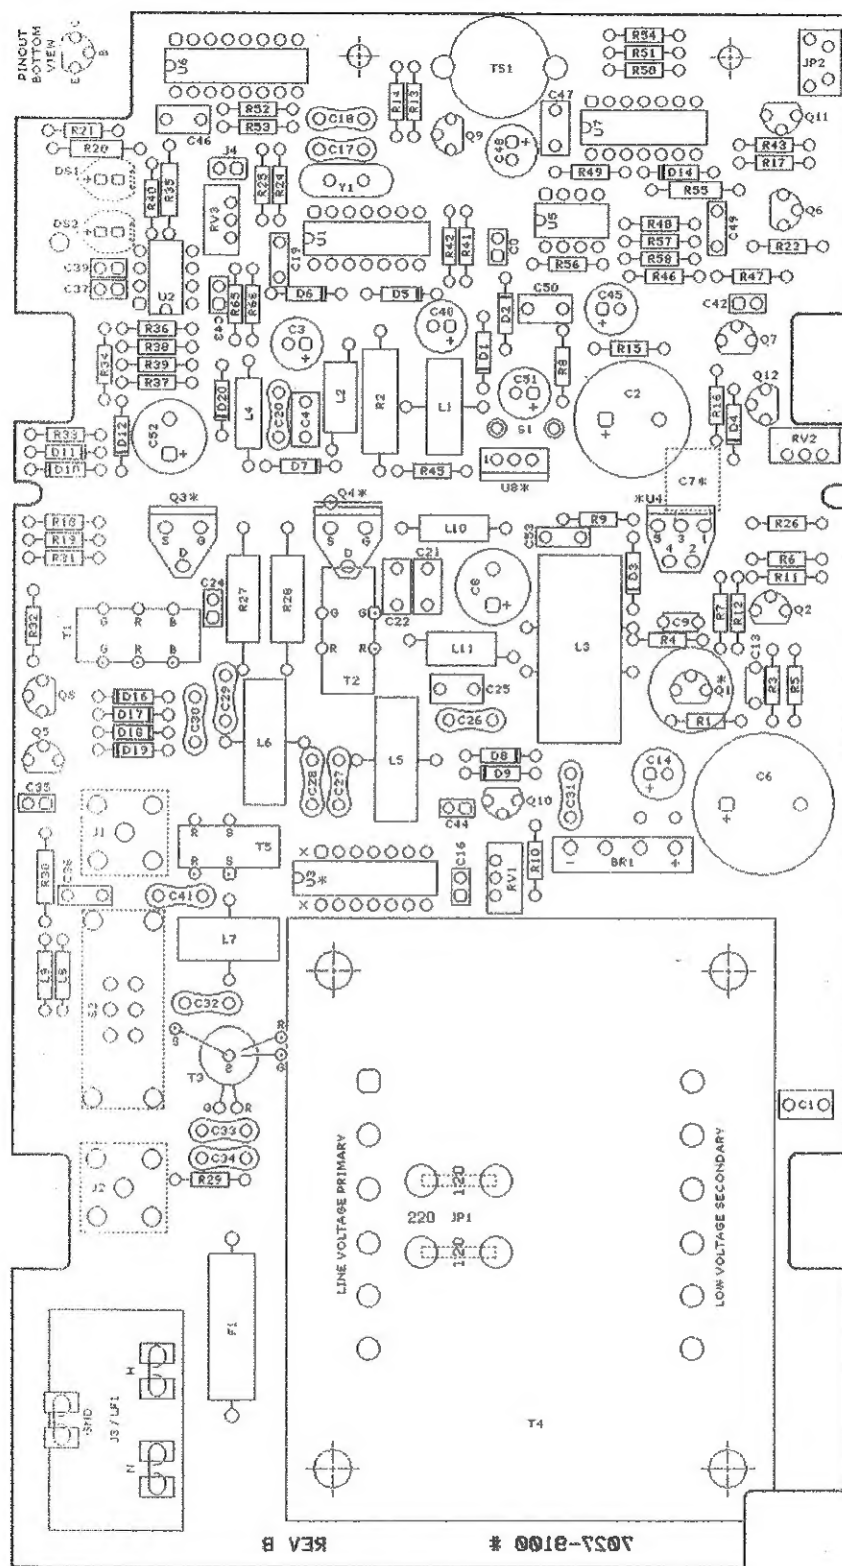 PINOUT
BOTTOM
VIEW
C
B
E
U6
TS1
R54
R51
R50
JP2
R14
R13
C47
R52
R53
C18
C46
Q9
U7
Q11
R21
R20
C17
C48
R43
R17
J4
DS1
R40
R35
R25
R24
Y1
R49
D14
R55
DS2
RV3
U1
R42
R41
C19
U5
R48
R57
R58
C49
Q6
R22
C39
C37
U2
R56
R46
R47
C43
R65
R66
D6
D5
D2
C50
C45
C42
R36
R38
R39
R37
R34
C3
C40
D1
R8
R15
Q7
D20
L4
C20
C4
L2
R2
L1
C51
C2
R16
D4
Q12
R33
D11
D10
D12
C52
S1
RV2
D7
R45
1
U8*
C7*
*U4
Q3*
Q4*
S G
D
S G
D
R18
R19
R31
L10
C53
R9
5 3 1
4 2
R26
R6
R11
C24
R27
R28
C21
C22
C8
D3
R32
T1
G R B
G R B
G G
R R
T2
L11
L3
C9
R4
R7
R12
Q2
C13
Q8
D16
D17
D18
D19
C30
C29
L6
C25
C26
*
Q1
R1
R3
R5
Q5
C28
C27
L5
D8
D9
C14
C6
C35
J1
S S
R R
T5
C44
Q10
C31
R30
C36
X
U3*
X
C16
RV1
R10
- BR1 +
C41
L7
L9
L8
S2
C32
S
R
G
T3
S
G R
C33
C34
R29
J2
C1
LINE VOLTAGE PRIMARY
120
220 JP1
120
LOW VOLTAGE SECONDARY
F1
H
GND
J3 / LF1
N
T4
7027-9100 # REV B